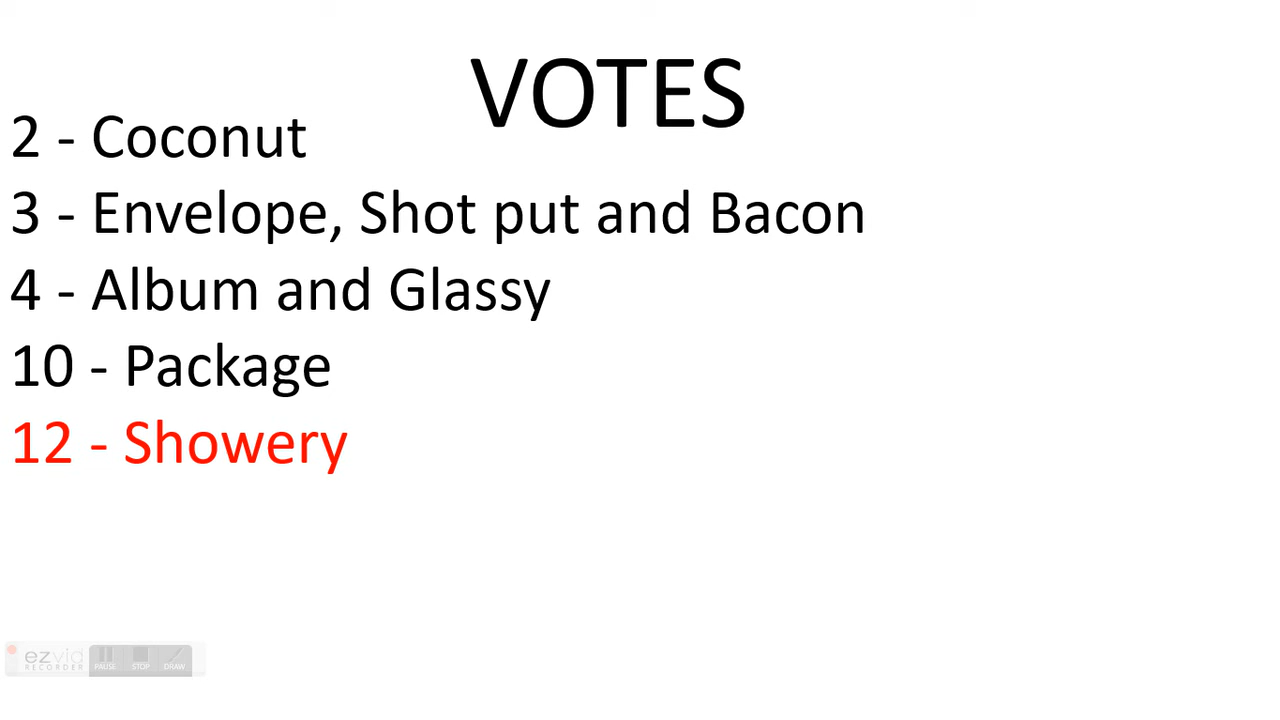 VOTES
2 - Coconut
3 - Envelope, Shot put and Bacon
4 - Album and Glassy
10 - Package
12 - Showery
ezvid
RECORDER
PAUSE STOP DRAW